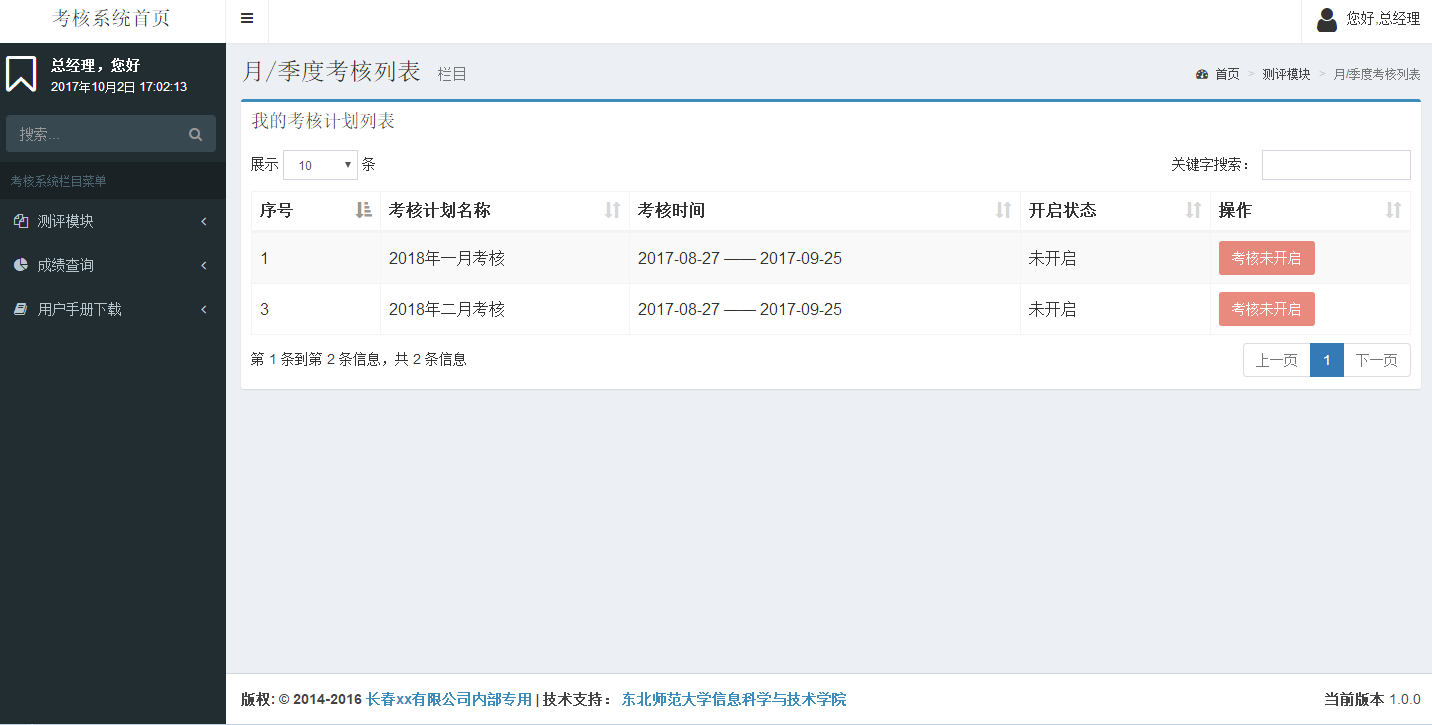 考核系统首页
您好,总经理
总经理，您好
2017年10月2日 17:02:13
搜索...
考核系统栏目菜单
测评模块
成绩查询
用户手册下载
月/季度考核列表 栏目
首页 > 测评模块 > 月/季度考核列表
我的考核计划列表
展示 10 条
关键字搜索：
序号 考核计划名称 考核时间 开启状态 操作
1 2018年一月考核 2017-08-27 —— 2017-09-25 未开启 考核未开启
3 2018年二月考核 2017-08-27 —— 2017-09-25 未开启 考核未开启
第 1 条到第 2 条信息，共 2 条信息
上一页 1 下一页
版权: © 2014-2016 长春xx有限公司内部专用 | 技术支持： 东北师范大学信息科学与技术学院
当前版本 1.0.0